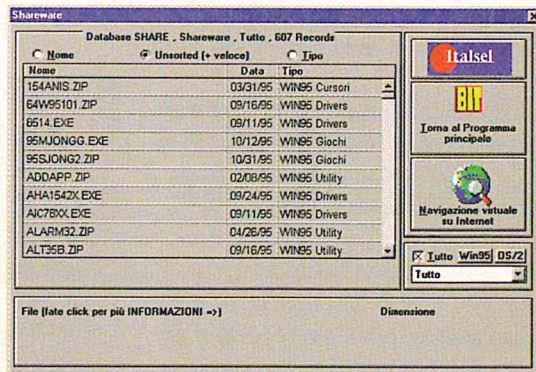 Shareware
Database SHARE , Shareware , Tutto , 607 Records
Nome
Unsorted (+ veloce)
Tipo
Nome Data Tipo
154ANIS.ZIP 03/31/95 WIN95 Cursori
64W95101.ZIP 09/16/95 WIN95 Drivers
8514.EXE 09/11/95 WIN95 Drivers
95MJONGG.EXE 10/12/95 WIN95 Giochi
95SJONG2.ZIP 10/31/95 WIN95 Giochi
ADDAPP.ZIP 02/08/95 WIN95 Utility
AHA1542X.EXE 09/24/95 WIN95 Drivers
AIC78XX.EXE 09/11/95 WIN95 Drivers
ALARM32.ZIP 04/26/95 WIN95 Utility
ALT35B.ZIP 09/16/95 WIN95 Utility
Italsel
BIT
Torna al Programma
principale
Navigazione virtuale
su Internet
Tutto Win95 OS/2
Tutto
File (fate click per più INFORMAZIONI =>) Dimensione